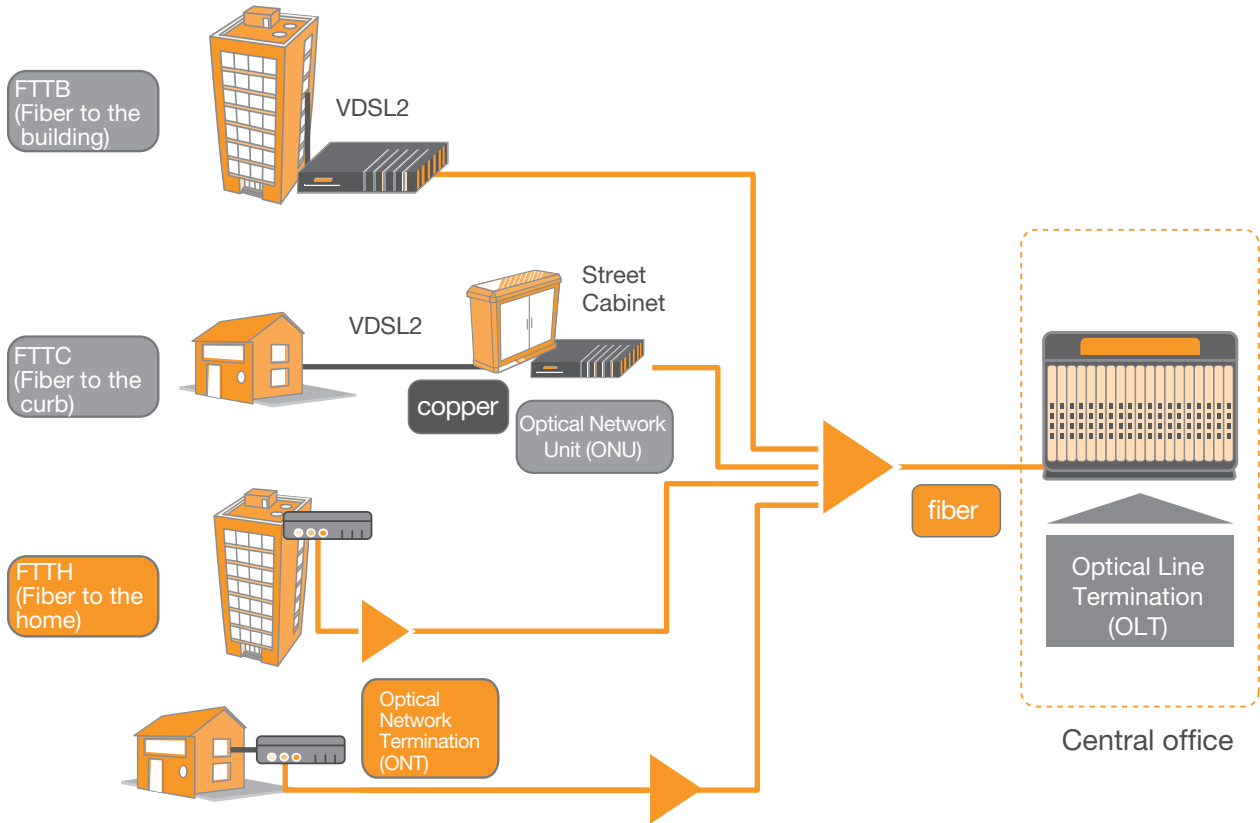 FTTB
(Fiber to the
building)
VDSL2
Street
Cabinet
VDSL2
FTTC
(Fiber to the
curb)
copper
Optical Network
Unit (ONU)
fiber
Optical Line
Termination
(OLT)
FTTH
(Fiber to the
home)
Optical
Network
Termination
(ONT)
Central office